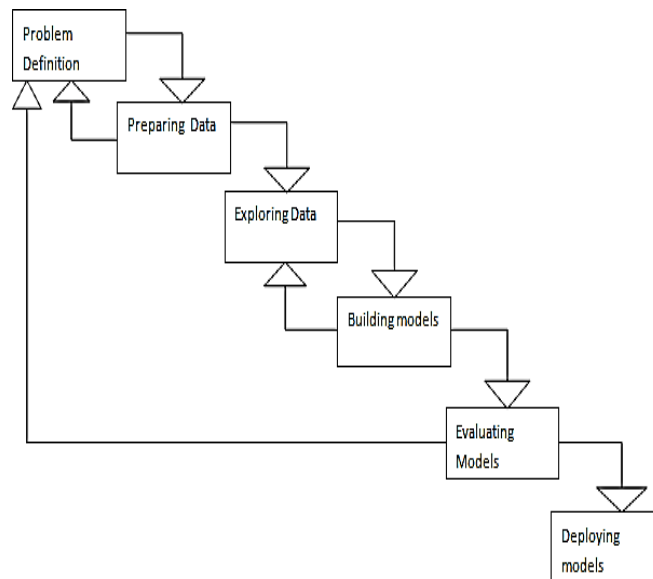 Problem
Definition
Preparing Data
Exploring Data
Building models
Evaluating
Models
Deploying
models